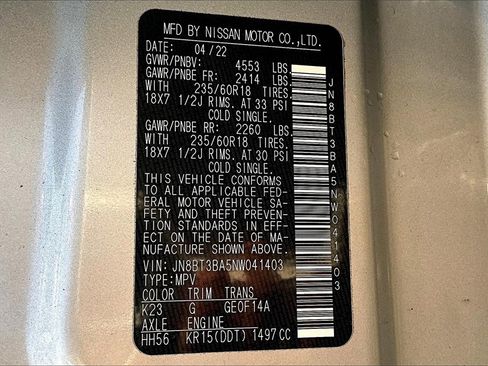 MFD BY NISSAN MOTOR CO.,LTD.
DATE: 04/22
GVWR/PNBV: 4553 LBS.
GAWR/PNBE FR: 2414 LBS.
WITH 235/60R18 TIRES.
18X7 1/2J RIMS. AT 33 PSI
COLD SINGLE.
GAWR/PNBE RR: 2260 LBS.
WITH 235/60R18 TIRES.
18X7 1/2J RIMS. AT 30 PSI
COLD SINGLE.
THIS VEHICLE CONFORMS
TO ALL APPLICABLE FED-
ERAL MOTOR VEHICLE SA-
FETY AND THEFT PREVEN-
TION STANDARDS IN EFF-
ECT ON THE DATE OF MA-
NUFACTURE SHOWN ABOVE.
VIN: JN8BT3BA5NW041403
TYPE:MPV
COLOR TRIM TRANS
K23 G GE0F14A
AXLE ENGINE
HH56 KR15(DDT) 1497CC
JN8BT3BA5NW041403